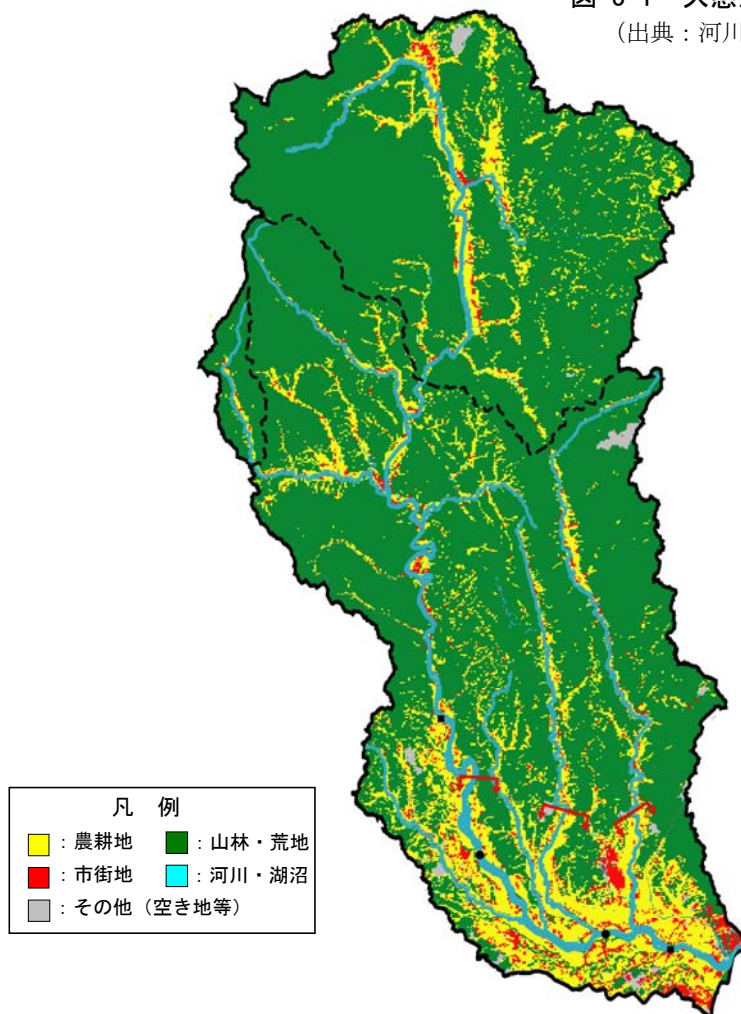 （出典：河川
凡 例
：農耕地 ：山林・荒地
：市街地 ：河川・湖沼
：その他（空き地等）